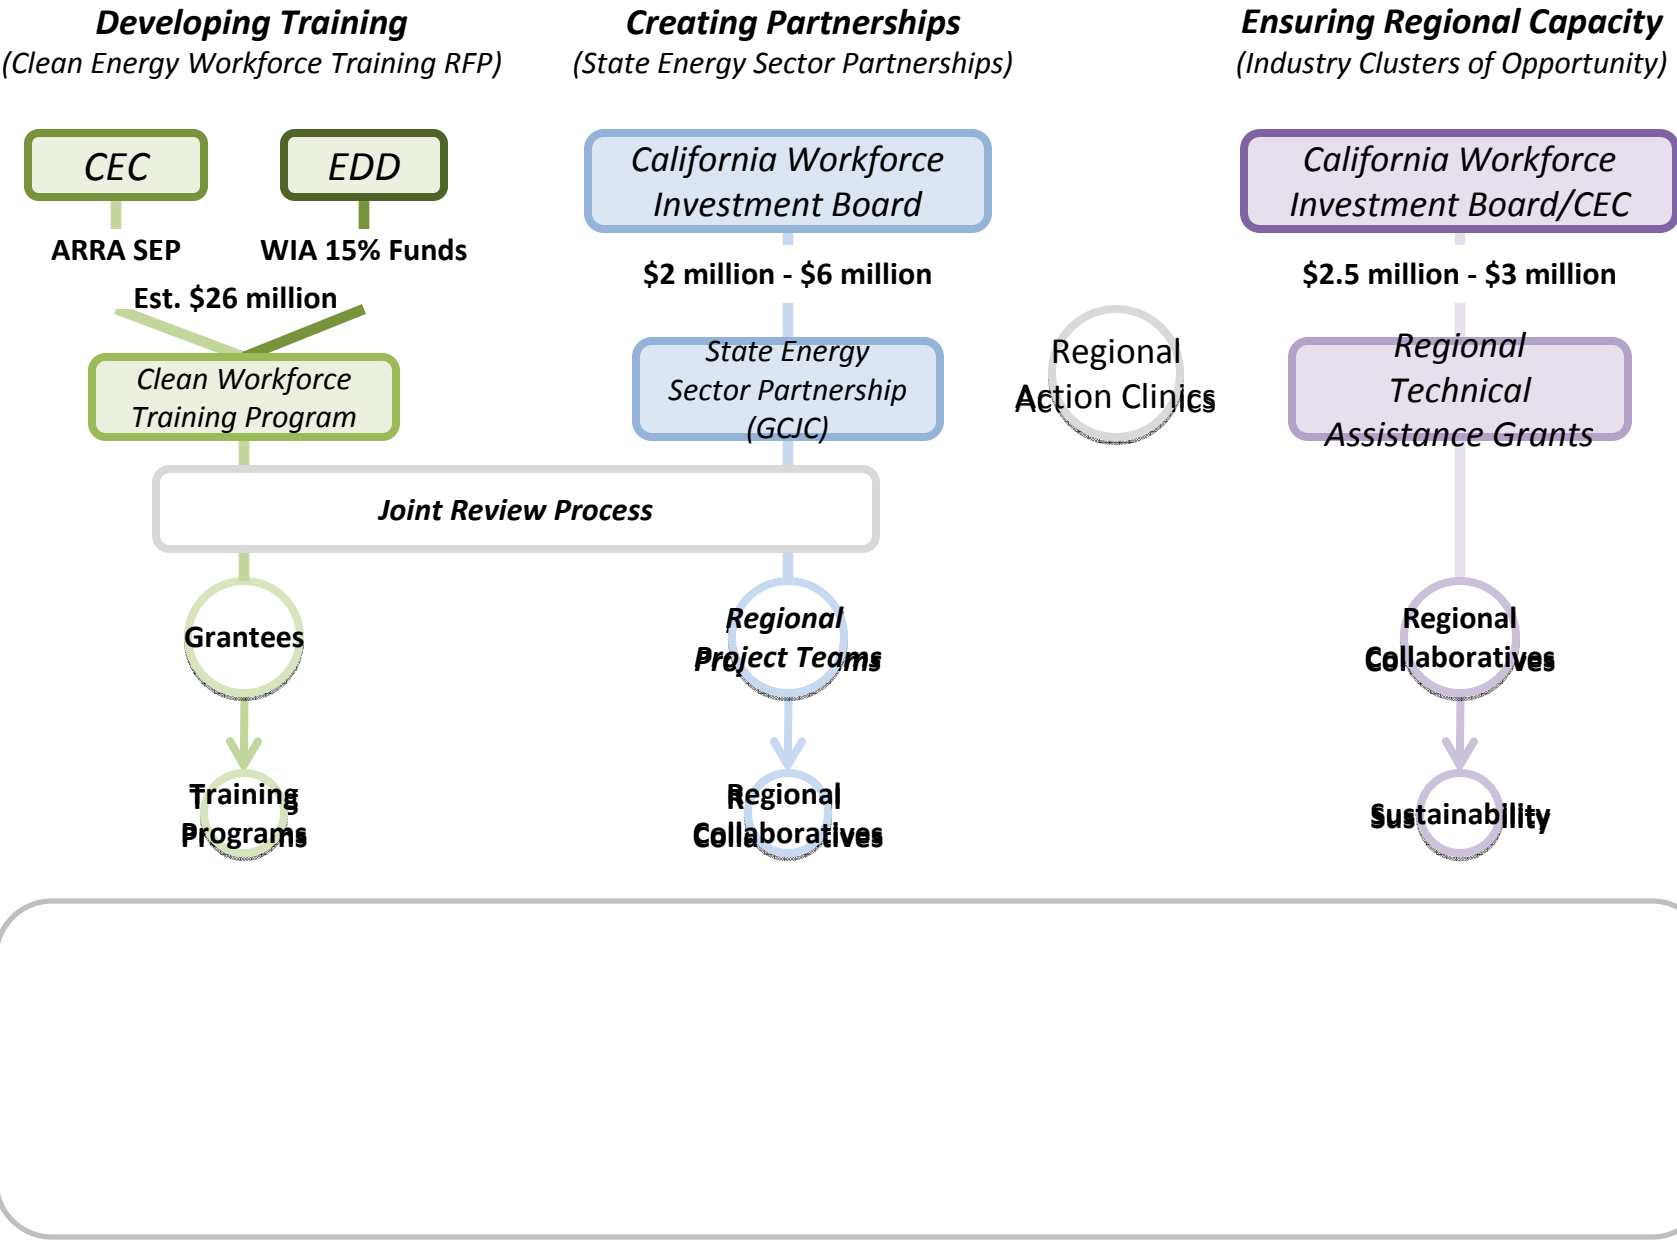 Developing Training
(Clean Energy Workforce Training RFP)
CEC
EDD
ARRA SEP
WIA 15% Funds
Est. $26 million
Clean Workforce
Training Program
Creating Partnerships
(State Energy Sector Partnerships)
California Workforce
Investment Board
$2 million - $6 million
State Energy
Sector Partnership
(GCJC)
Regional
Action Clinics
Ensuring Regional Capacity
(Industry Clusters of Opportunity)
California Workforce
Investment Board/CEC
$2.5 million - $3 million
Regional
Technical
Assistance Grants
Joint Review Process
Grantees
Training
Programs
Regional
Project Teams
Regional
Collaboratives
Regional
Collaboratives
Sustainability